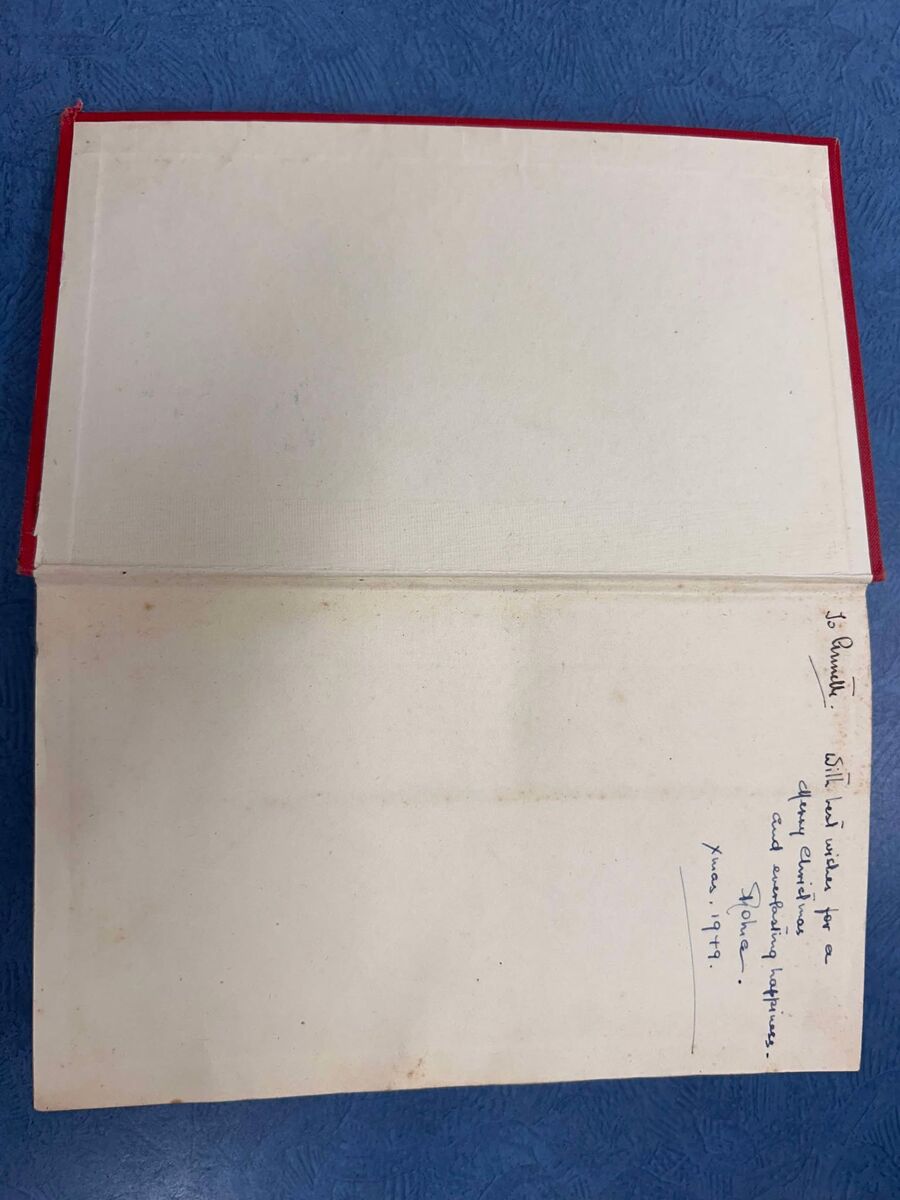 To Annette.
With best wishes for a
Merry Christmas
and everlasting happiness.
Xmas. 1949.